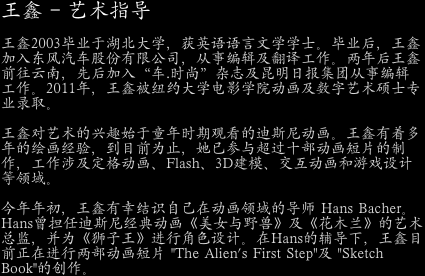 王鑫 - 艺术指导
王鑫2003毕业于湖北大学，获英语语言文学学士。毕业后，王鑫
加入东风汽车股份有限公司，从事编辑及翻译工作。两年后王鑫
前往云南，先后加入“车.时尚”杂志及昆明日报集团从事编辑
工作。2011年，王鑫被纽约大学电影学院动画及数字艺术硕士专
业录取。
王鑫对艺术的兴趣始于童年时期观看的迪斯尼动画。王鑫有着多
年的绘画经验，到目前为止，她已参与超过十部动画短片的制
作，工作涉及定格动画、Flash、3D建模、交互动画和游戏设计
等领域。
今年年初，王鑫有幸结识自己在动画领域的导师 Hans Bacher。
Hans曾担任迪斯尼经典动画《美女与野兽》及《花木兰》的艺术
总监，并为《狮子王》进行角色设计。在Hans的辅导下，王鑫目
前正在进行两部动画短片 "The Alien's First Step"及 "Sketch
Book"的创作。